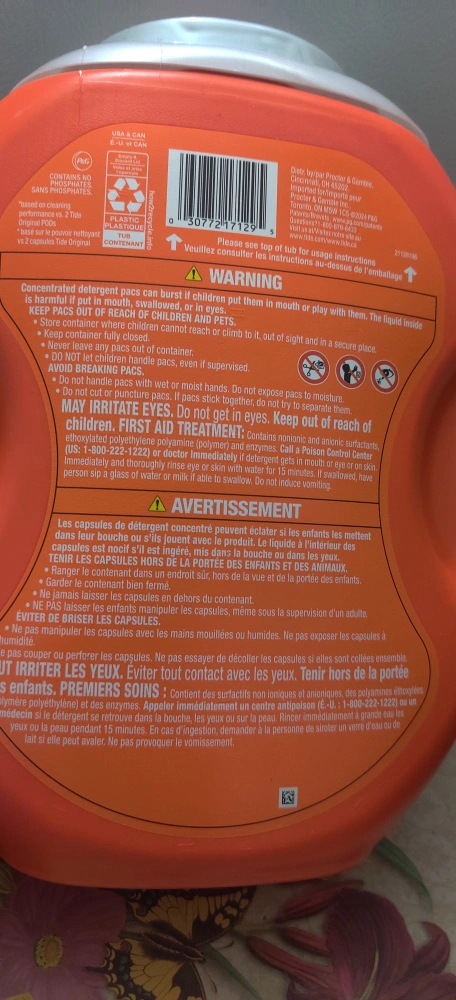 USA & CAN
É.-U. et CAN
P&G
CONTAINS NO
PHOSPHATES.
SANS PHOSPHATES.
*based on cleaning
performance vs. 2 Tide
Original PODs
*basé sur le pouvoir nettoyant
vs 2 capsules Tide Original
PLASTIC
PLASTIQUE
TUB
CONTENANT
how2recycle.info
0 30772 17129 5
Distr. by/par Procter & Gamble,
Cincinnati, OH 45202.
Imported for/Importé pour
Procter & Gamble Inc.
Toronto, ON M5W 1C5 ©2024 P&G
Questions? 1-800-879-8433
Visit us at/Visitez notre site au
www.tide.com/www.tide.ca
Please see top of tub for usage instructions
Veuillez consulter les instructions au-dessus de l'emballage
WARNING
Concentrated detergent pacs can burst if children put them in mouth or play with them. The liquid inside
is harmful if put in mouth, swallowed, or in eyes.
KEEP PACS OUT OF REACH OF CHILDREN AND PETS.
• Store container where children cannot reach or climb to it, out of sight and in a secure place.
• Keep container fully closed.
• Never leave any pacs out of container.
• DO NOT let children handle pacs, even if supervised.
AVOID BREAKING PACS.
• Do not handle pacs with wet or moist hands. Do not expose pacs to moisture.
• Do not cut or puncture pacs. If pacs stick together, do not try to separate them.
MAY IRRITATE EYES. Do not get in eyes. Keep out of reach of
children. FIRST AID TREATMENT: Contains nonionic and anionic surfactants,
ethoxylated polyethylene polyamine (polymer) and enzymes. Call a Poison Control Center
(US: 1-800-222-1222) or doctor immediately if detergent gets in mouth or eye or on skin.
Immediately and thoroughly rinse eye or skin with water for 15 minutes. If swallowed, have
person sip a glass of water or milk if able to swallow. Do not induce vomiting.
AVERTISSEMENT
Les capsules de détergent concentré peuvent éclater si les enfants les mettent
dans leur bouche ou s'ils jouent avec le produit. Le liquide à l'intérieur des
capsules est nocif s'il est ingéré, mis dans la bouche ou dans les yeux.
TENIR LES CAPSULES HORS DE LA PORTÉE DES ENFANTS ET DES ANIMAUX.
• Ranger le contenant dans un endroit sûr, hors de la vue et de la portée des enfants.
• Garder le contenant bien fermé.
• Ne jamais laisser les capsules en dehors du contenant.
• NE PAS laisser les enfants manipuler les capsules, même sous la supervision d'un adulte.
ÉVITER DE BRISER LES CAPSULES.
• Ne pas manipuler les capsules avec les mains mouillées ou humides. Ne pas exposer les capsules à
humidité.
e pas couper ou perforer les capsules. Ne pas essayer de décoller les capsules si elles sont collées ensemble.
UT IRRITER LES YEUX. Éviter tout contact avec les yeux. Tenir hors de la portée
s enfants. PREMIERS SOINS : Contient des surfactifs non ioniques et anioniques, des polyamines éthoxylées
olymère polyéthylène) et des enzymes. Appeler immédiatement un centre antipoison (É.-U. : 1-800-222-1222) ou un
médecin si le détergent se retrouve dans la bouche, les yeux ou sur la peau. Rincer immédiatement à grande eau les
yeux ou la peau pendant 15 minutes. En cas d'ingestion, demander à la personne de siroter un verre d'eau ou de
lait si elle peut avaler. Ne pas provoquer le vomissement.